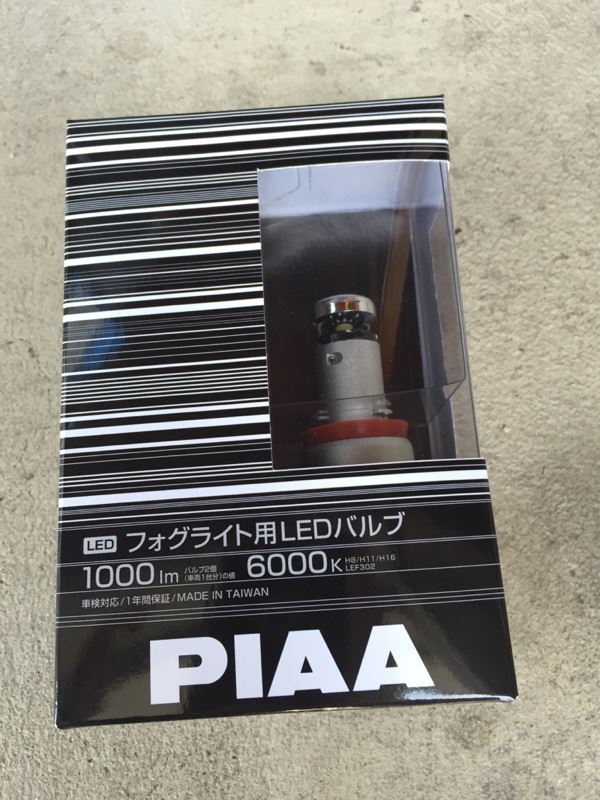 LED フォグライト用LEDバルブ
1000 lm バルブ2個(車両1台分)の値 6000K H8/H11/H16 LEF302
車検対応/1年間保証/MADE IN TAIWAN
PIAA